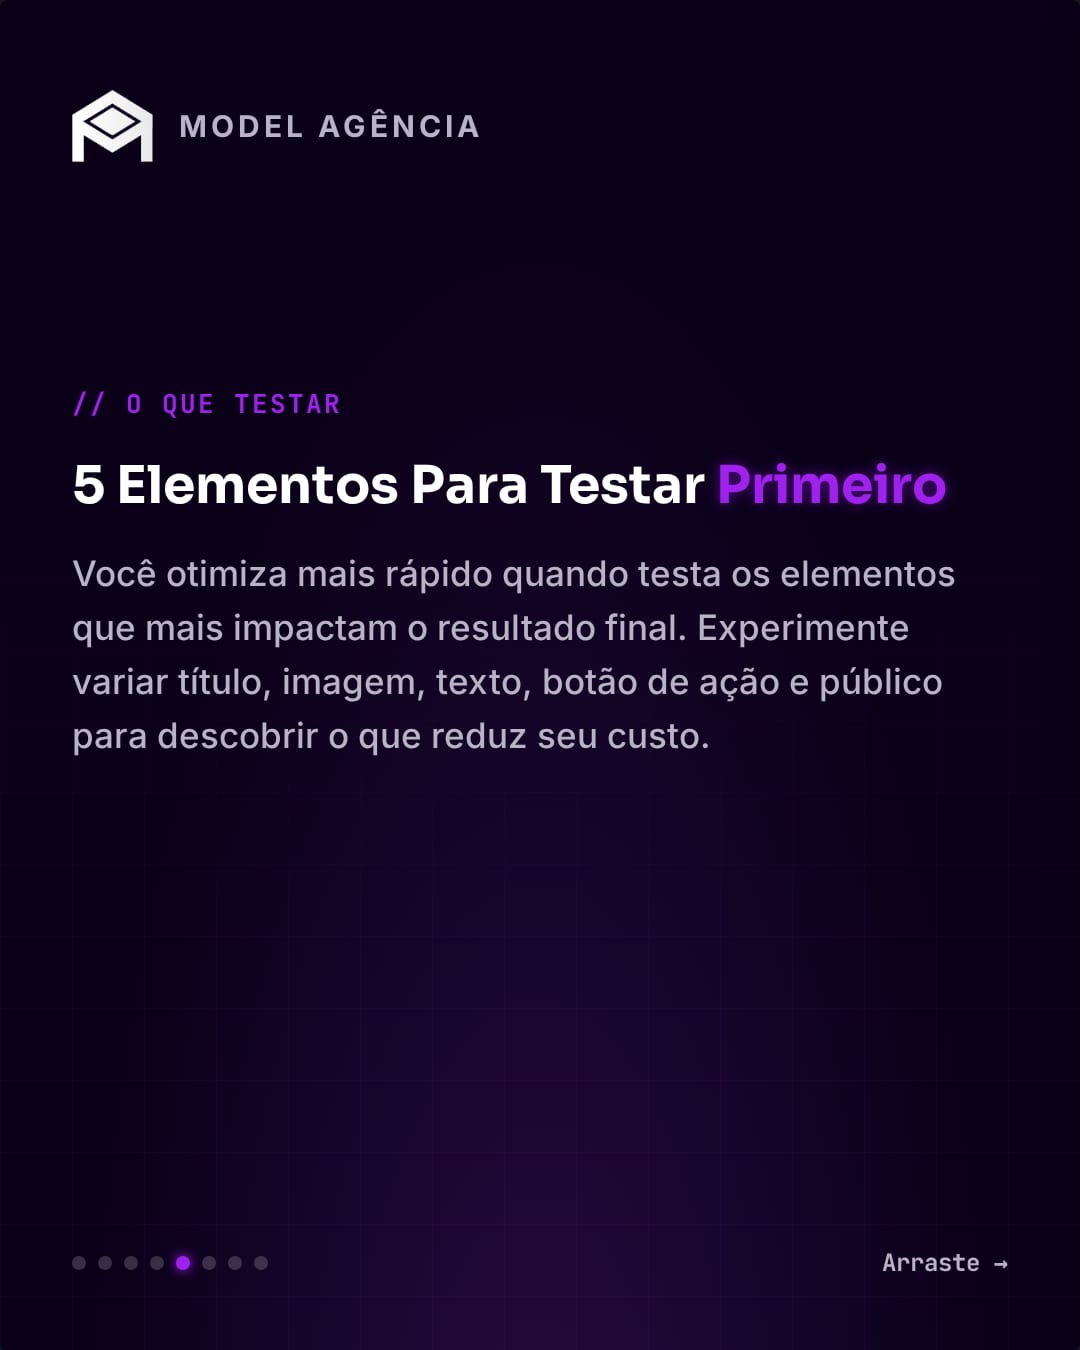 MODEL AGÊNCIA
// O QUE TESTAR
5 Elementos Para Testar Primeiro
Você otimiza mais rápido quando testa os elementos
que mais impactam o resultado final. Experimente
variar título, imagem, texto, botão de ação e público
para descobrir o que reduz seu custo.
Arraste →